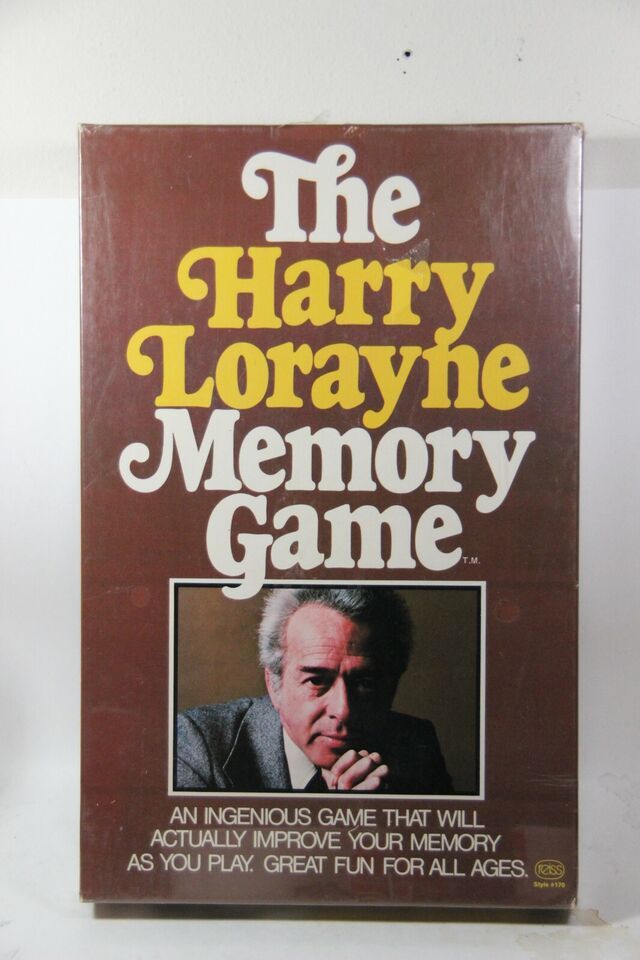 The
Harry
Lorayne
Memory
Game
T.M.
AN INGENIOUS GAME THAT WILL
ACTUALLY IMPROVE YOUR MEMORY
AS YOU PLAY. GREAT FUN FOR ALL AGES.
reiss
Style #170